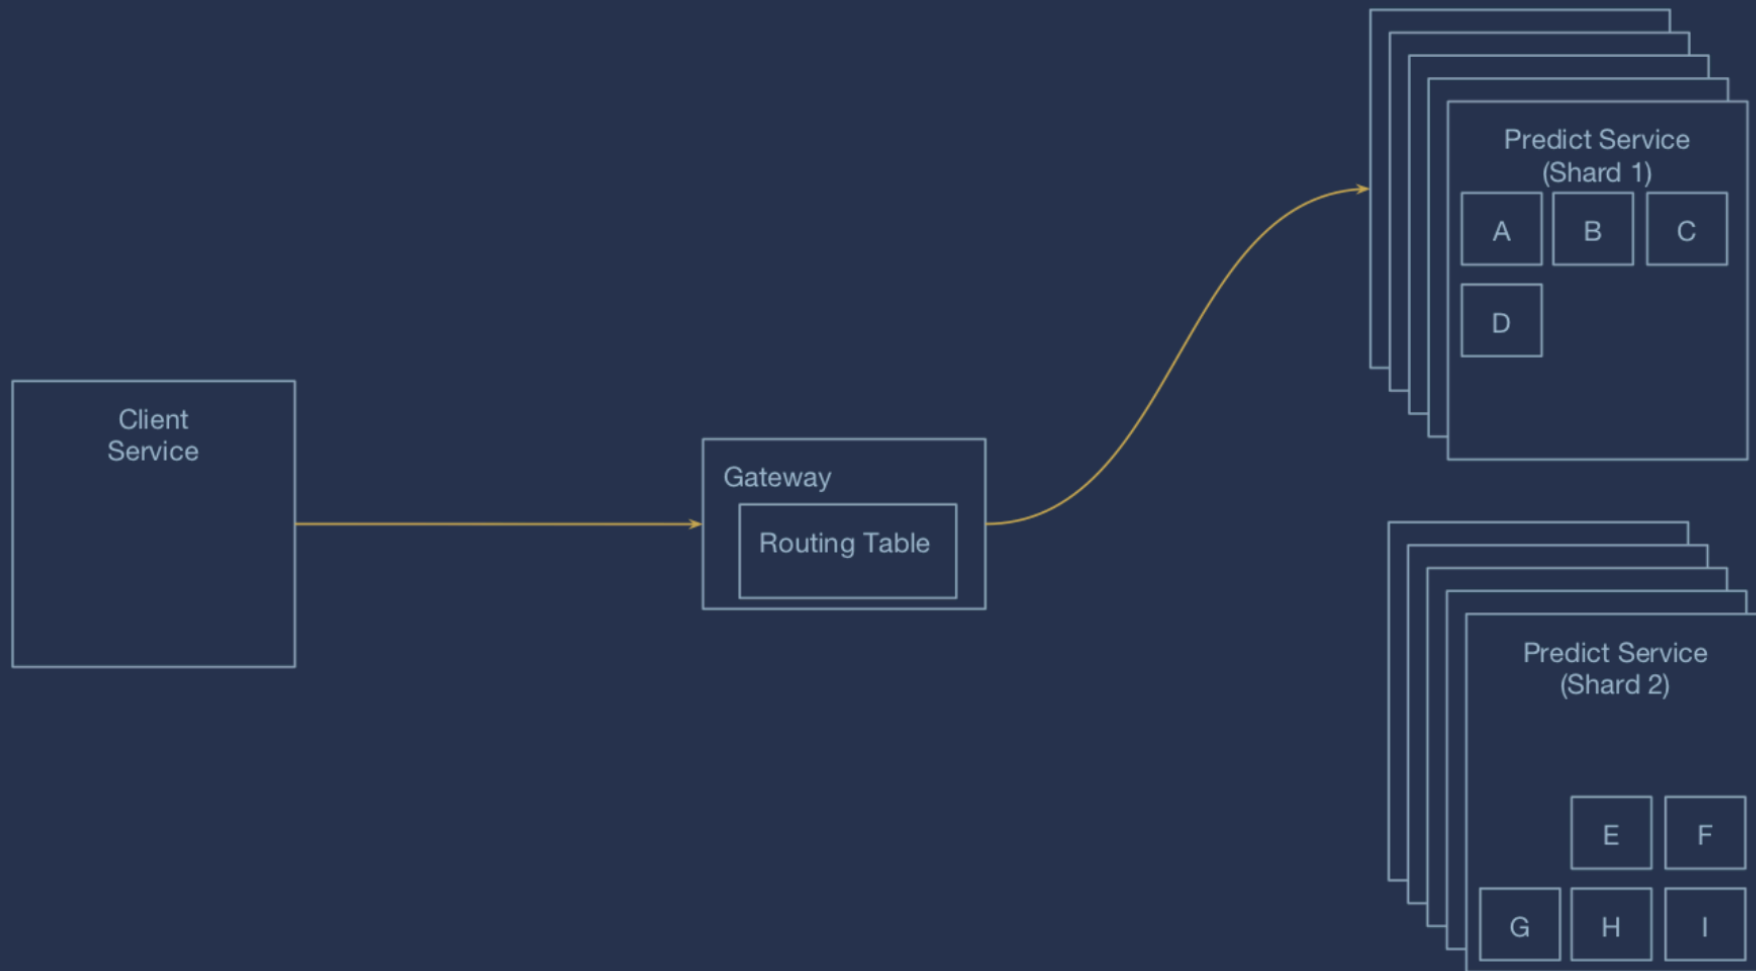 Predict Service
(Shard 1)
A B C
D
Client
Service
Gateway
Routing Table
Predict Service
(Shard 2)
E F
G H I